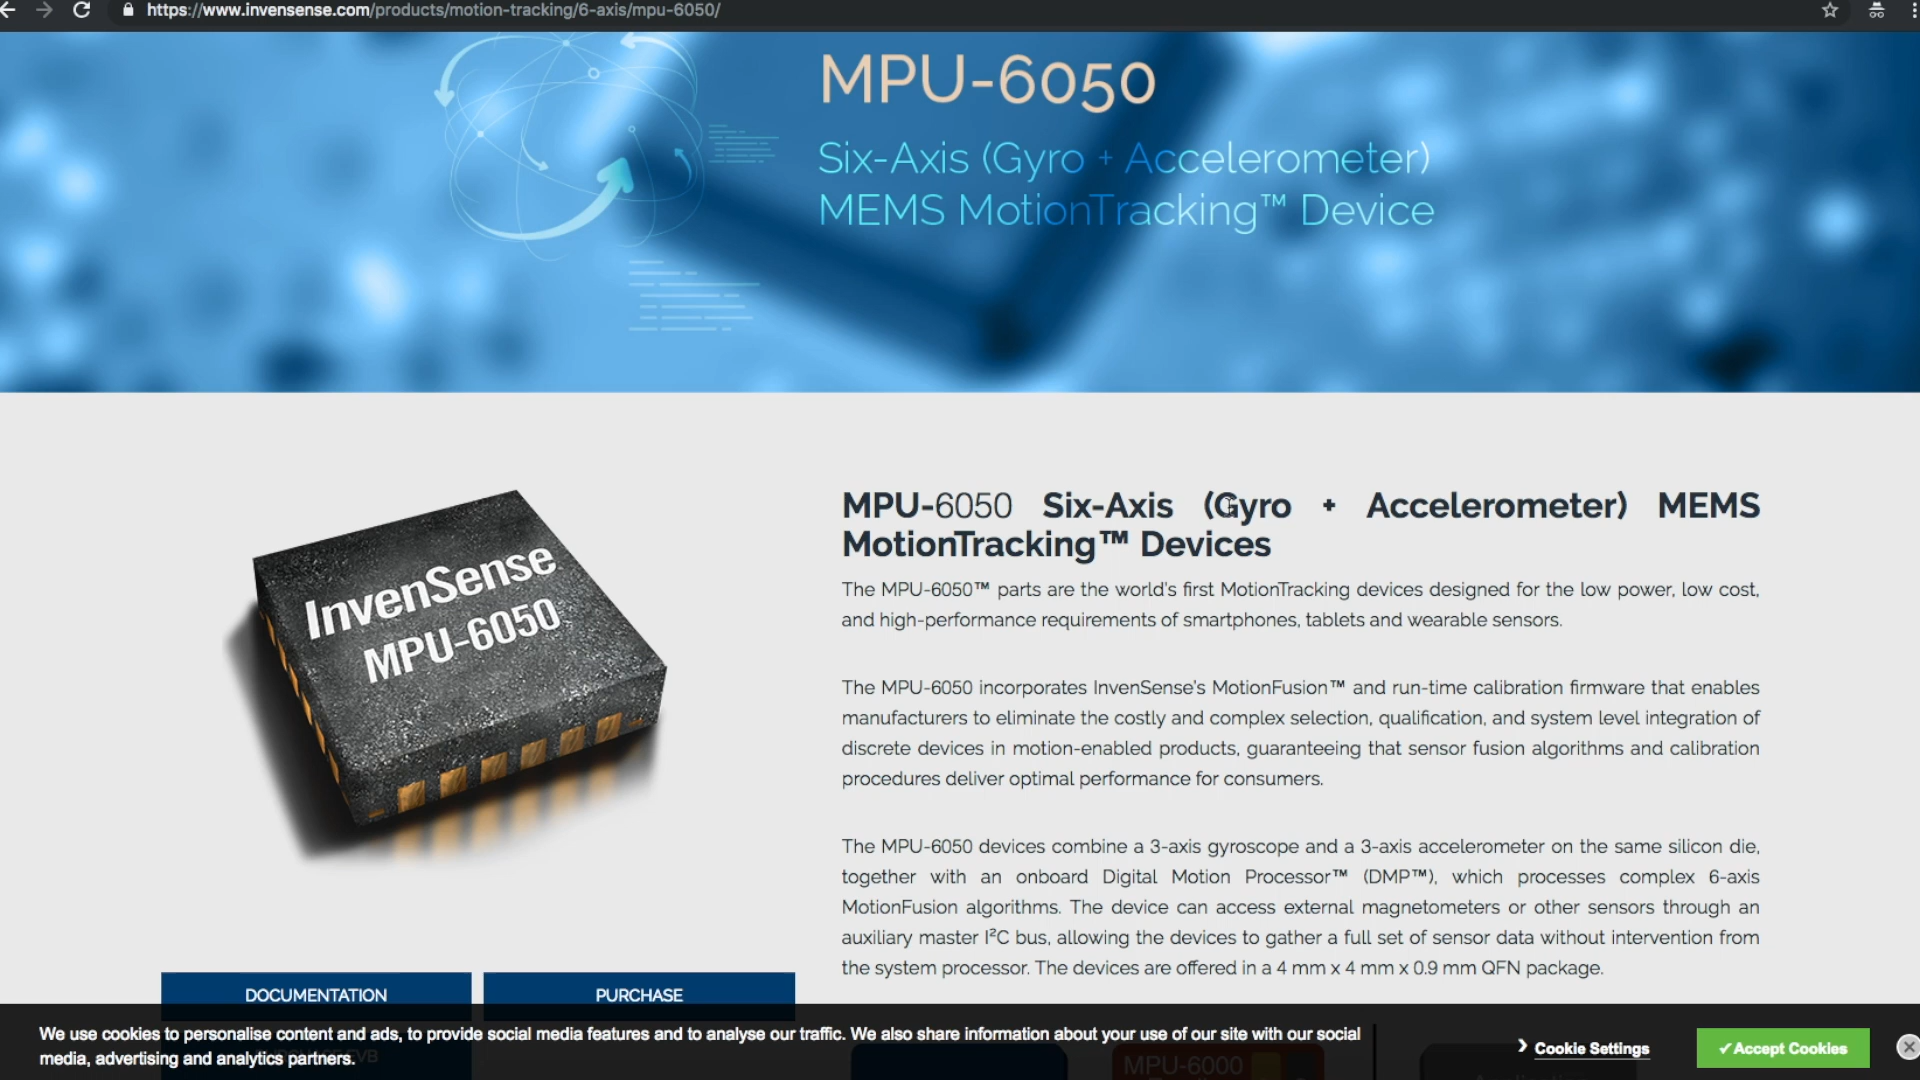 https://www.invensense.com/products/motion-tracking/6-axis/mpu-6050/
MPU-6050
Six-Axis (Gyro + Accelerometer)
MEMS MotionTracking™ Device
InvenSense
MPU-6050
MPU-6050 Six-Axis (Gyro + Accelerometer) MEMS
MotionTracking™ Devices
The MPU-6050™ parts are the world's first MotionTracking devices designed for the low power, low cost,
and high-performance requirements of smartphones, tablets and wearable sensors.
The MPU-6050 incorporates InvenSense's MotionFusion™ and run-time calibration firmware that enables
manufacturers to eliminate the costly and complex selection, qualification, and system level integration of
discrete devices in motion-enabled products, guaranteeing that sensor fusion algorithms and calibration
procedures deliver optimal performance for consumers.
The MPU-6050 devices combine a 3-axis gyroscope and a 3-axis accelerometer on the same silicon die,
together with an onboard Digital Motion Processor™ (DMP™), which processes complex 6-axis
MotionFusion algorithms. The device can access external magnetometers or other sensors through an
auxiliary master I²C bus, allowing the devices to gather a full set of sensor data without intervention from
the system processor. The devices are offered in a 4 mm x 4 mm x 0.9 mm QFN package.
DOCUMENTATION
PURCHASE
We use cookies to personalise content and ads, to provide social media features and to analyse our traffic. We also share information about your use of our site with our social
media, advertising and analytics partners.
Cookie Settings
✓Accept Cookies
MPU-6000